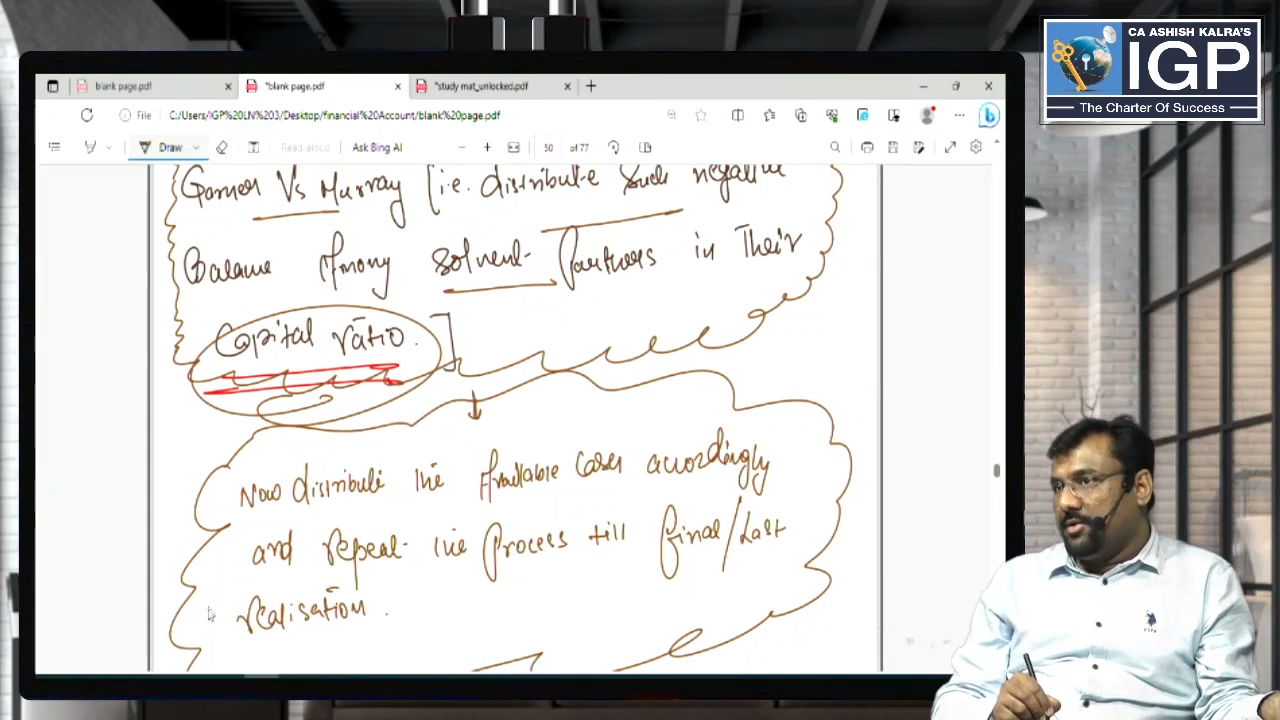 CA ASHISH KALRA'S
IGP
The Charter Of Success
blank page.pdf
*blank page.pdf
*study mat_unlocked.pdf
File
C:/Users/IGP%20LN%203/Desktop/financial%20Account/blank%20page.pdf
Draw
Read aloud
Ask Bing AI
50
of 77
Garner Vs Murray [i.e. distribute such negative
Balance Among solvent Partners in Their
Capital ratio.]
Now distribute the Available Cash accordingly
and repeat the Process till final/Last
realisation.